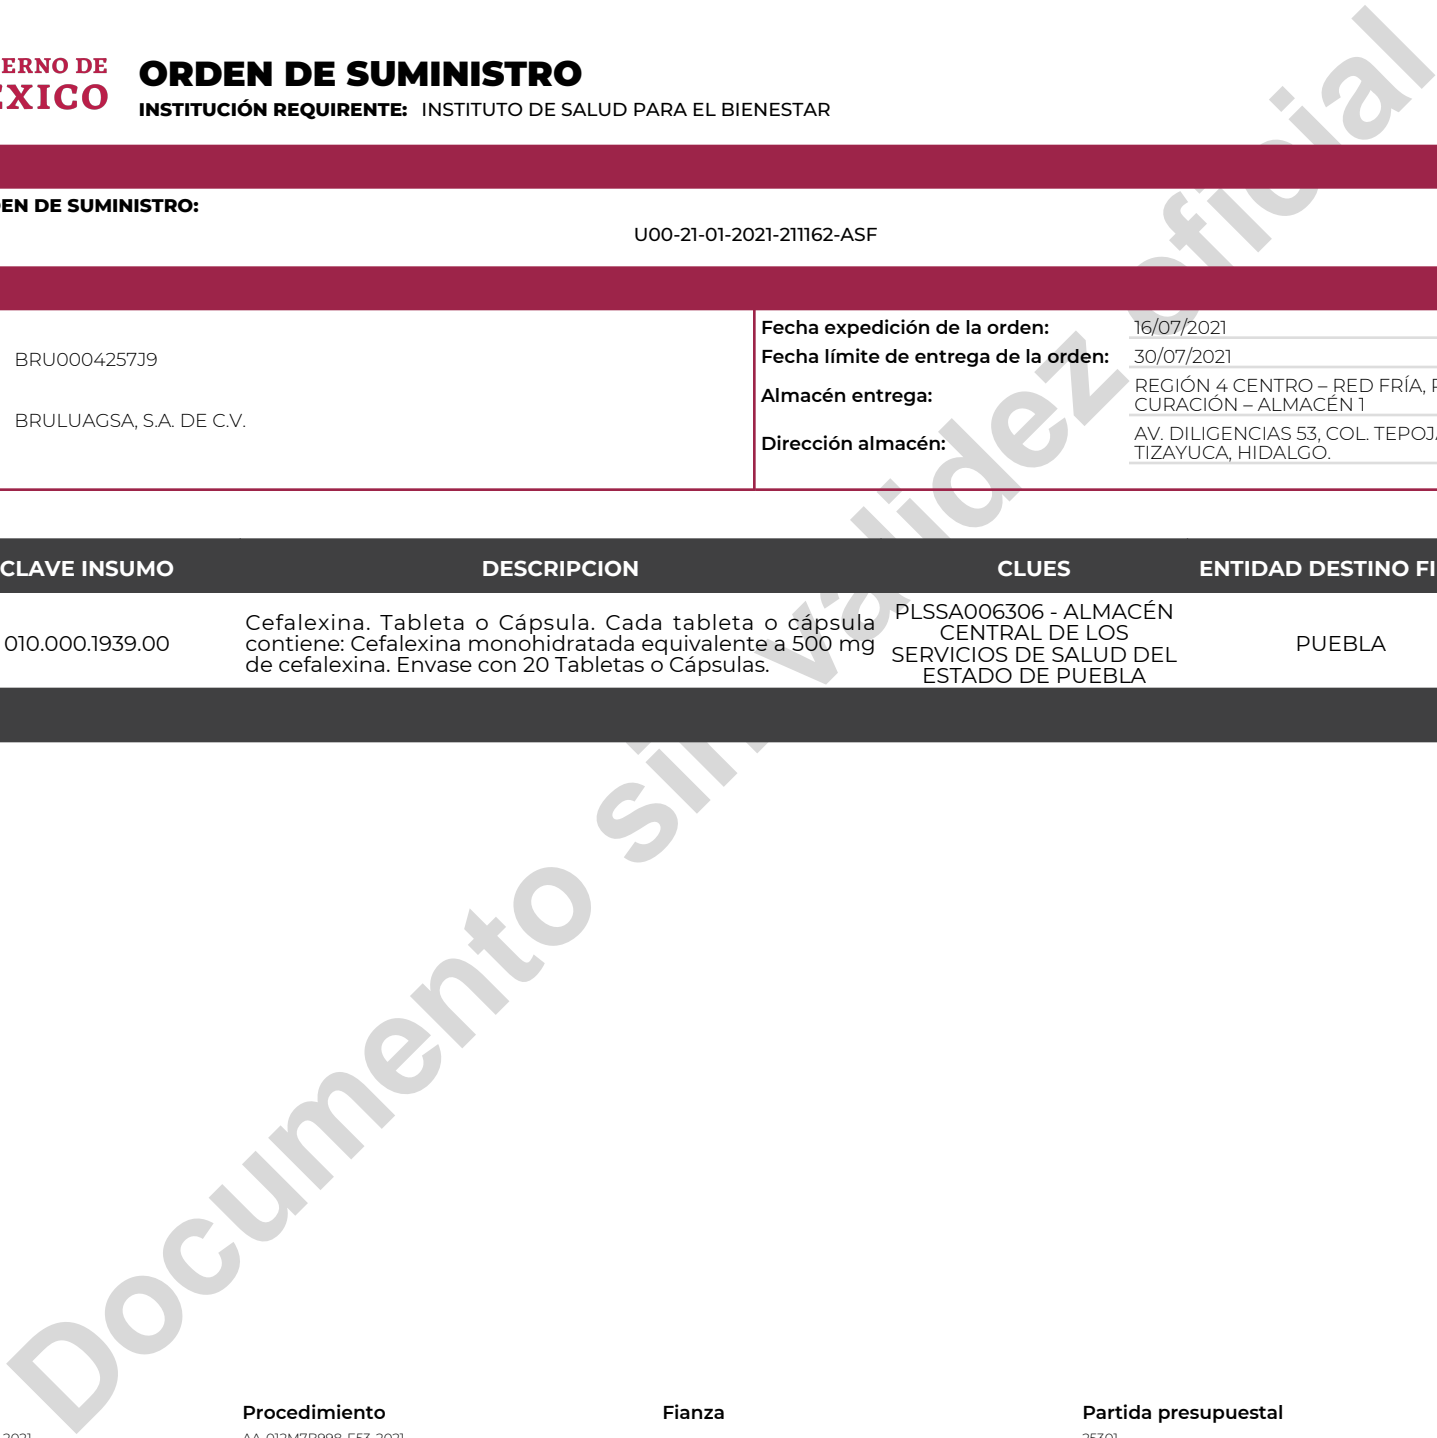 ERNO DE
EXICO
ORDEN DE SUMINISTRO
INSTITUCIÓN REQUIRENTE: INSTITUTO DE SALUD PARA EL BIENESTAR
EN DE SUMINISTRO:
U00-21-01-2021-211162-ASF
BRU0004257J9
BRULUAGSA, S.A. DE C.V.
Fecha expedición de la orden: 16/07/2021
Fecha límite de entrega de la orden: 30/07/2021
Almacén entrega: REGIÓN 4 CENTRO – RED FRÍA,
CURACIÓN – ALMACÉN 1
Dirección almacén: AV. DILIGENCIAS 53, COL. TEPOJ
TIZAYUCA, HIDALGO.
CLAVE INSUMO DESCRIPCION CLUES ENTIDAD DESTINO FI
010.000.1939.00
Cefalexina. Tableta o Cápsula. Cada tableta o cápsula
contiene: Cefalexina monohidratada equivalente a 500 mg
de cefalexina. Envase con 20 Tabletas o Cápsulas.
PLSSA006306 - ALMACÉN
CENTRAL DE LOS
SERVICIOS DE SALUD DEL
ESTADO DE PUEBLA
PUEBLA
Documento sin validez oficial
Procedimiento Fianza Partida presupuestal